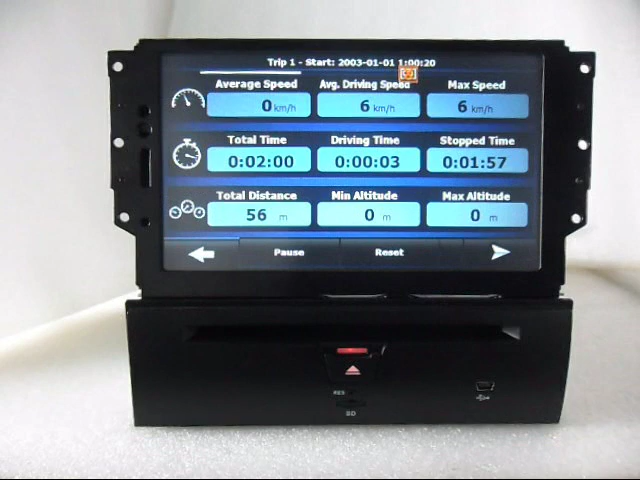 Trip 1 - Start: 2003-01-01 1:00:20
Average Speed Avg. Driving Speed Max Speed
0 km/h 6 km/h 6 km/h
Total Time Driving Time Stopped Time
0:02:00 0:00:03 0:01:57
Total Distance Min Altitude Max Altitude
56 m 0 m 0 m
Pause Reset
RES
SD